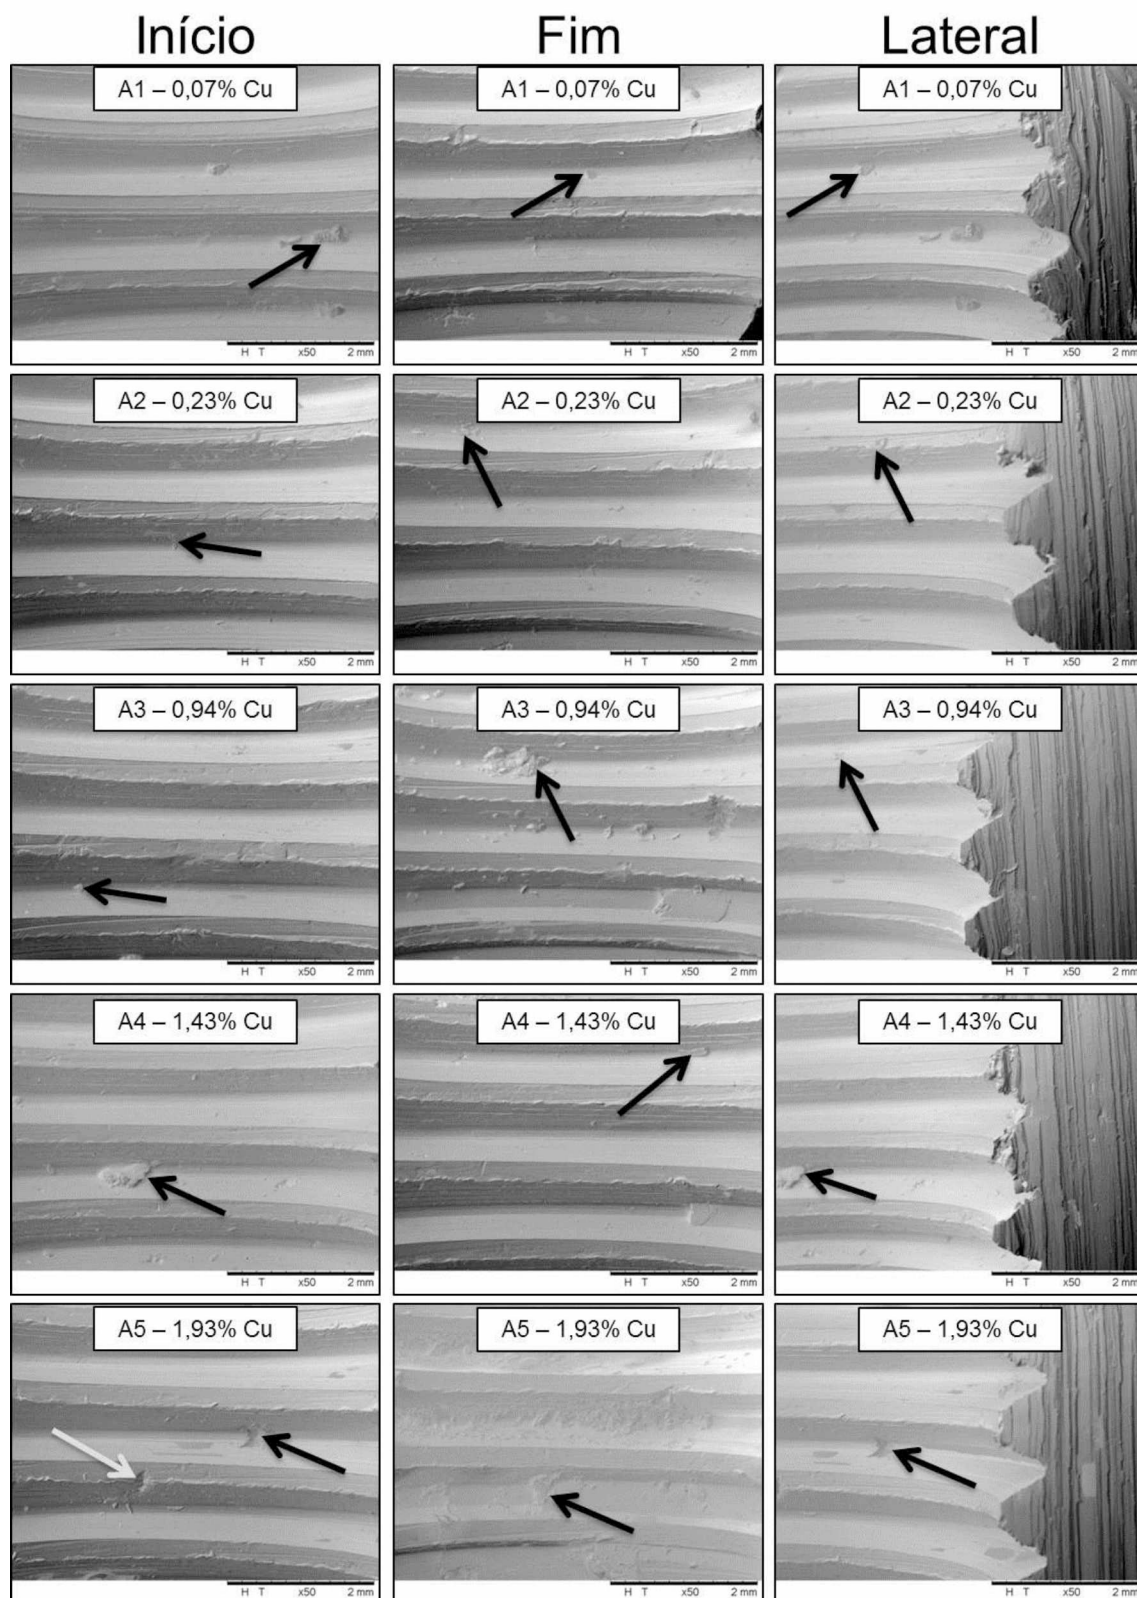 Início Fim Lateral
A1 – 0,07% Cu A1 – 0,07% Cu A1 – 0,07% Cu
H T x50 2 mm H T x50 2 mm H T x50 2 mm
A2 – 0,23% Cu A2 – 0,23% Cu A2 – 0,23% Cu
H T x50 2 mm H T x50 2 mm H T x50 2 mm
A3 – 0,94% Cu A3 – 0,94% Cu A3 – 0,94% Cu
H T x50 2 mm H T x50 2 mm H T x50 2 mm
A4 – 1,43% Cu A4 – 1,43% Cu A4 – 1,43% Cu
H T x50 2 mm H T x50 2 mm H T x50 2 mm
A5 – 1,93% Cu A5 – 1,93% Cu A5 – 1,93% Cu
H T x50 2 mm H T x50 2 mm H T x50 2 mm